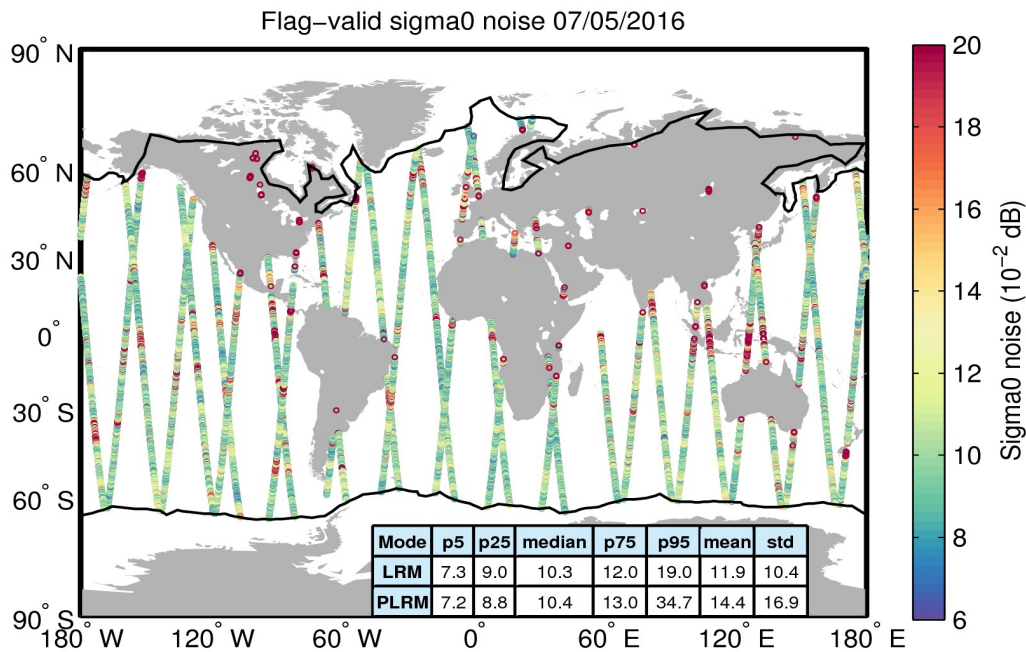 Flag−valid sigma0 noise 07/05/2016
90° N
60° N
30° N
0°
30° S
60° S
90° S
180° W
120° W
60° W
0°
60° E
120° E
180° E
Mode p5 p25 median p75 p95 mean std
LRM 7.3 9.0 10.3 12.0 19.0 11.9 10.4
PLRM 7.2 8.8 10.4 13.0 34.7 14.4 16.9
20
18
16
14
12
10
8
6
Sigma0 noise (10⁻² dB)